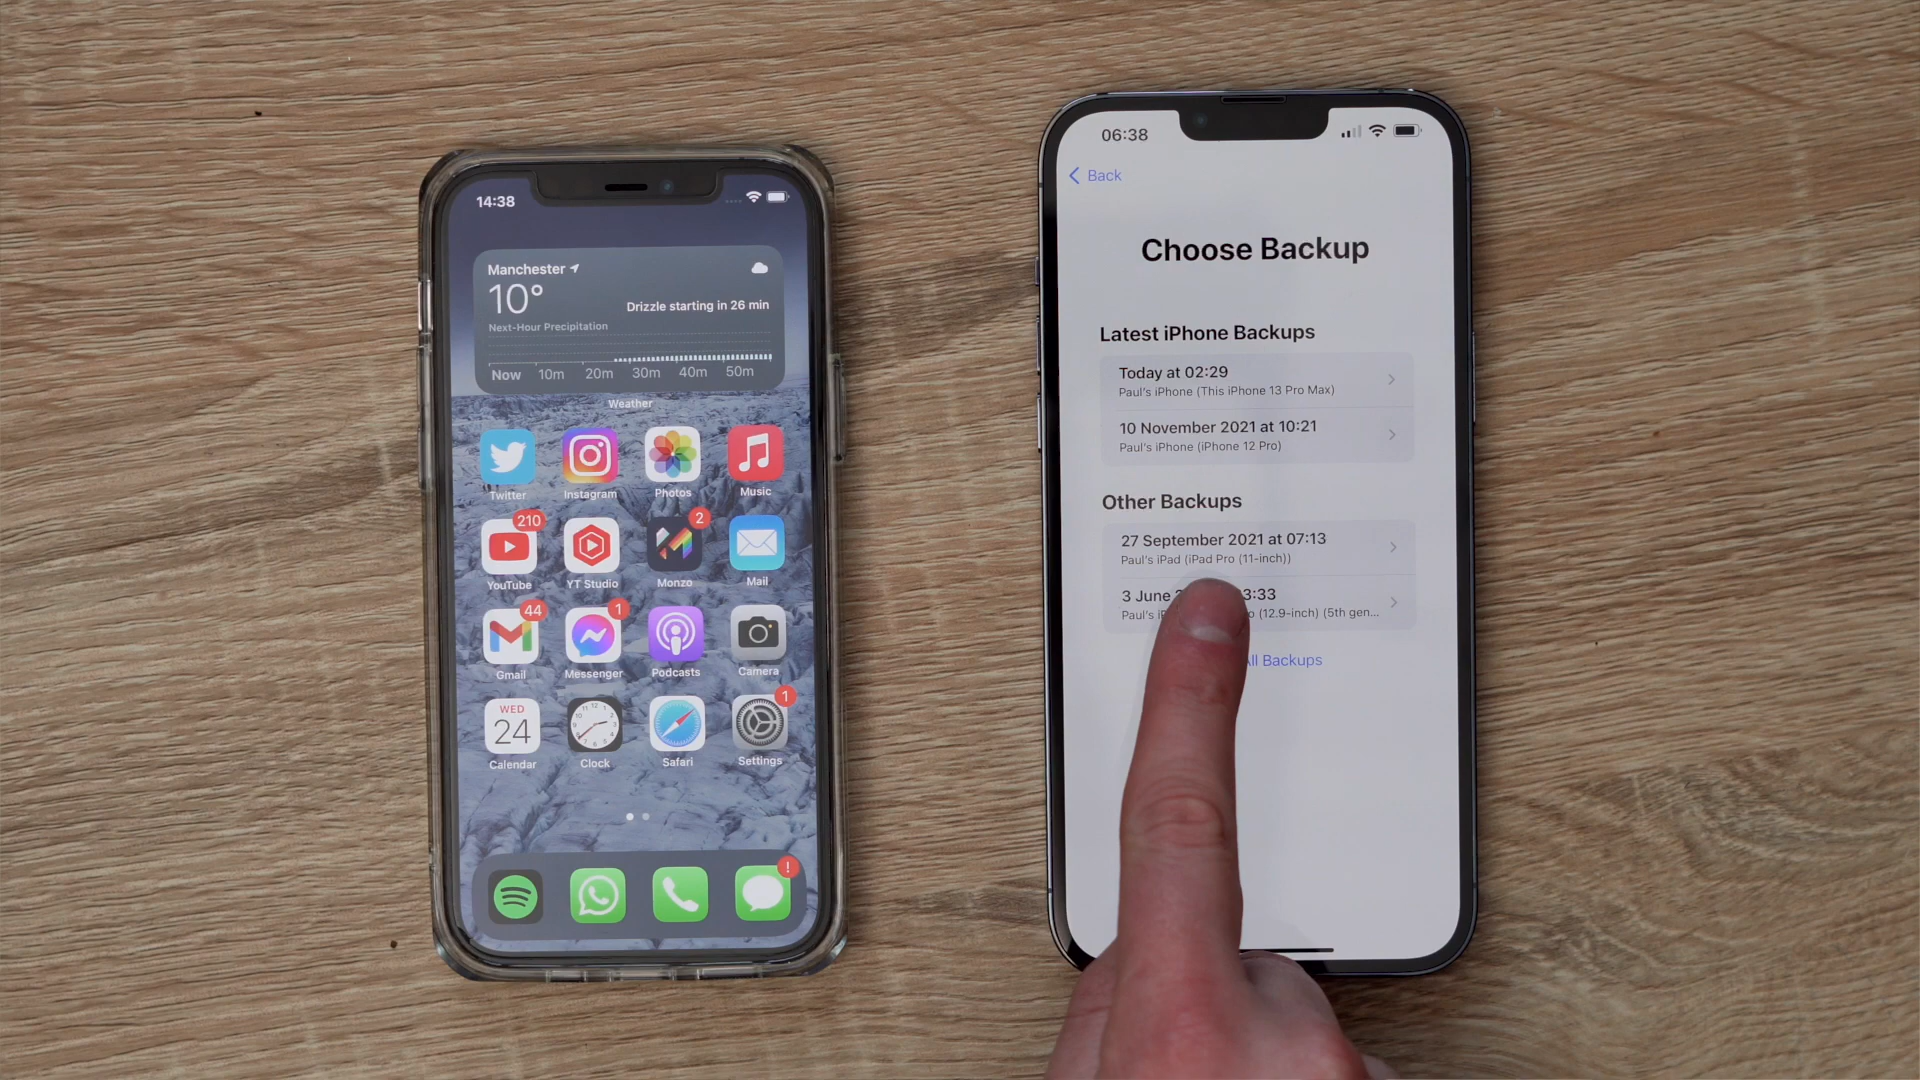 14:38
Manchester
10°
Drizzle starting in 26 min
Next-Hour Precipitation
Now 10m 20m 30m 40m 50m
Weather
Twitter Instagram Photos Music
210 2
YouTube YT Studio Monzo Mail
44 1
Gmail Messenger Podcasts Camera
1
WED
24
Calendar Clock Safari Settings
!
06:38
Back
Choose Backup
Latest iPhone Backups
Today at 02:29
Paul's iPhone (This iPhone 13 Pro Max)
10 November 2021 at 10:21
Paul's iPhone (iPhone 12 Pro)
Other Backups
27 September 2021 at 07:13
Paul's iPad (iPad Pro (11-inch))
3 June 3:33
Paul's (12.9-inch) (5th gen...
All Backups